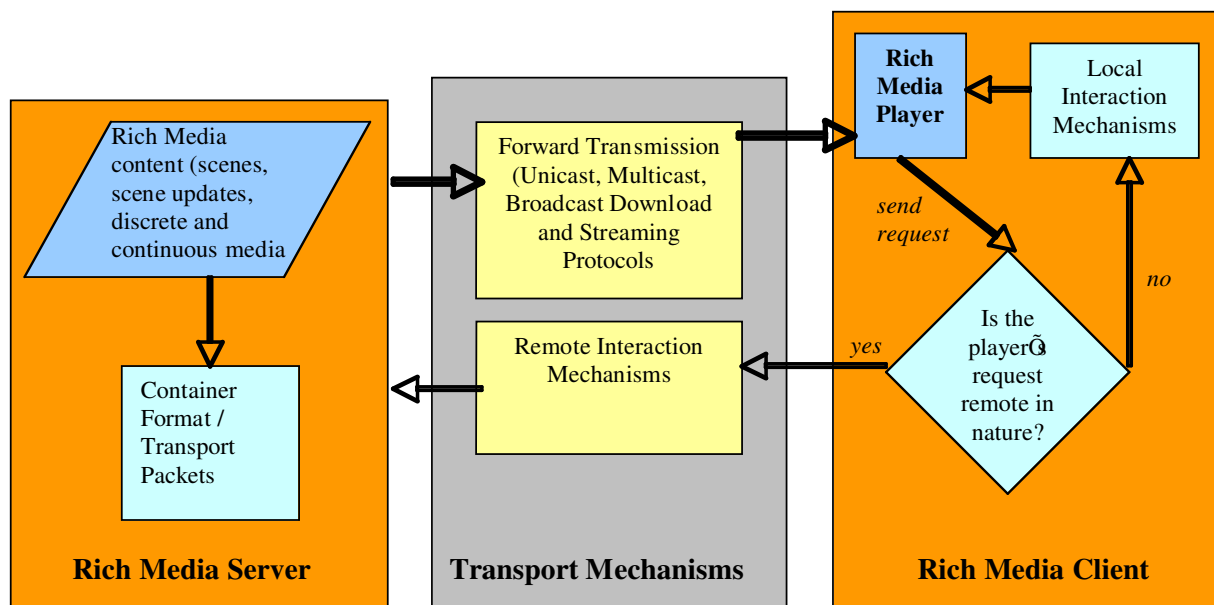 Rich Media
content (scenes,
scene updates,
discrete and
continuous media
Container
Format /
Transport
Packets
Rich Media Server
Forward Transmission
(Unicast, Multicast,
Broadcast Download
and Streaming
Protocols
Remote Interaction
Mechanisms
Transport Mechanisms
Rich
Media
Player
Local
Interaction
Mechanisms
send
request
no
yes
Is the
playerÕs
request
remote in
nature?
Rich Media Client